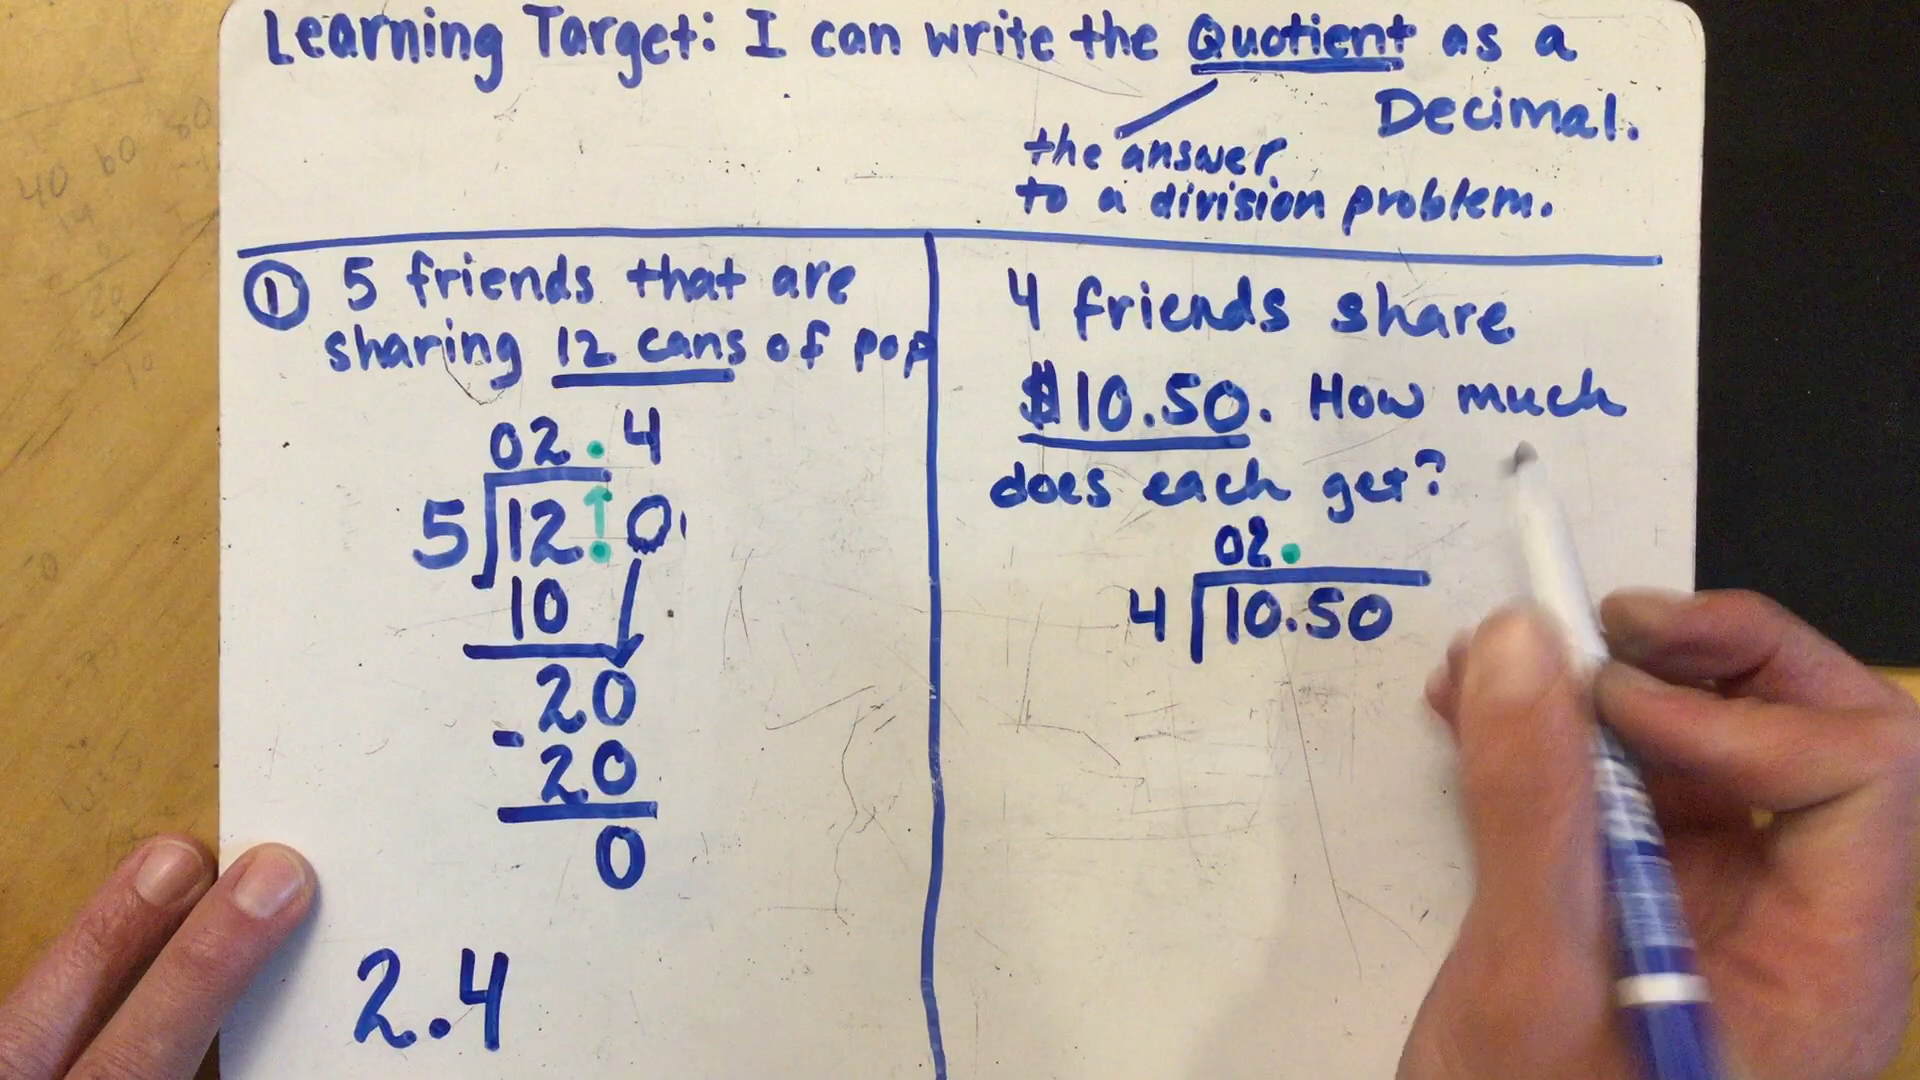 Learning Target: I can write the Quotient as a
Decimal.
the answer
to a division problem.
① 5 friends that are
sharing 12 cans of pop
02.4
5 12.0
10
20
- 20
0
2.4
4 friends share
$10.50. How much
does each get?
02.
4 10.50